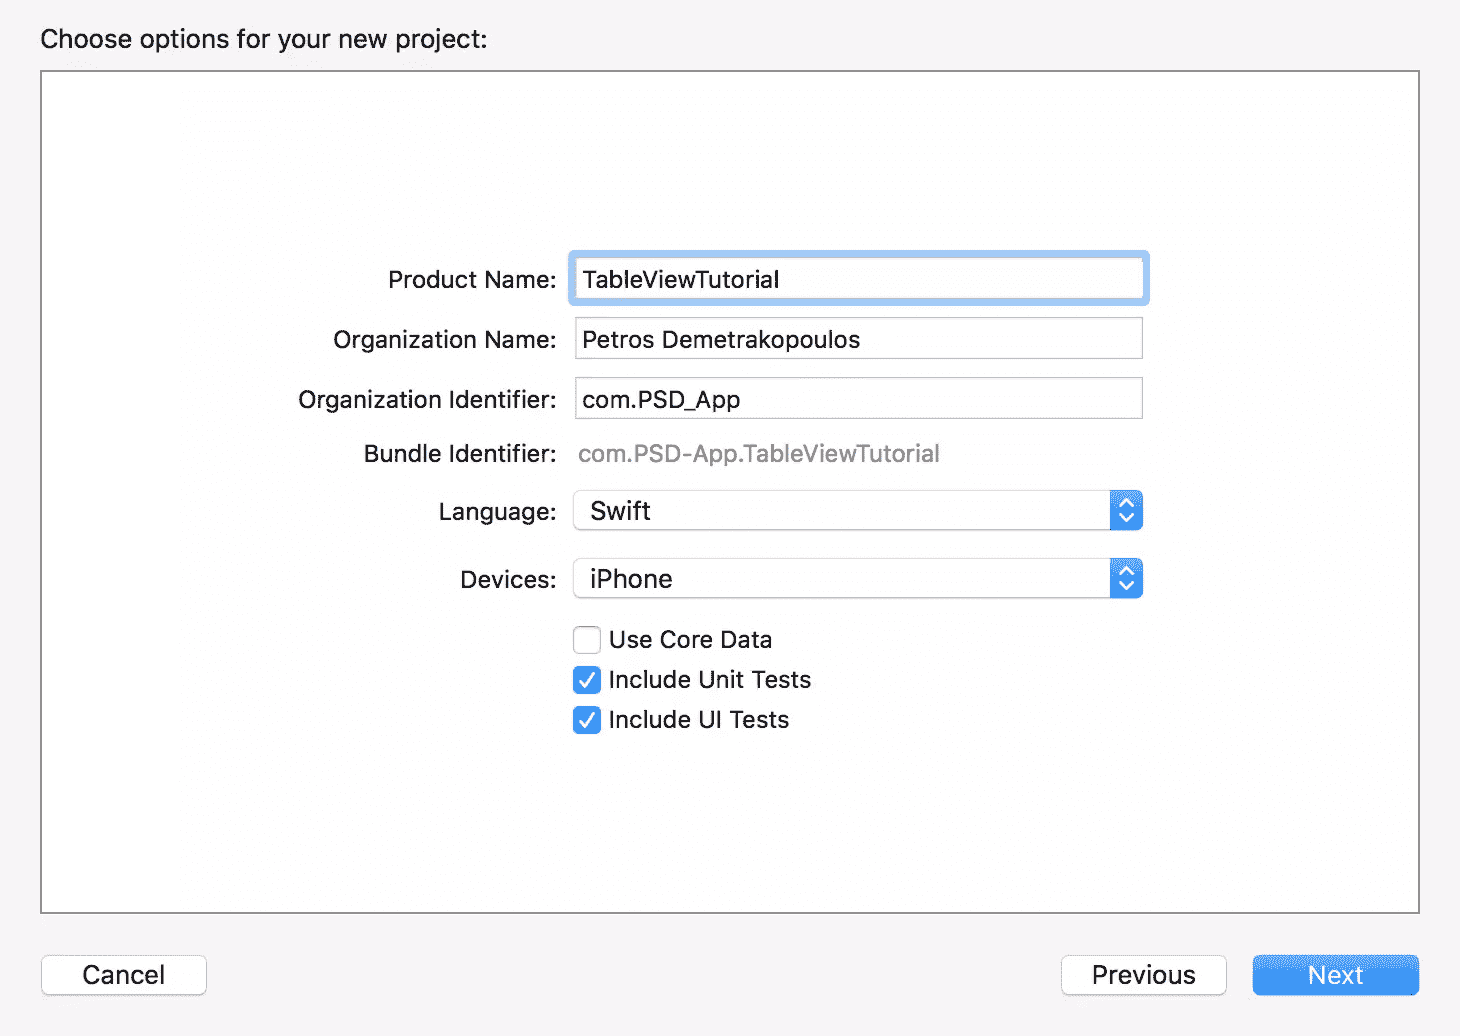 Choose options for your new project:
Product Name: TableViewTutorial
Organization Name: Petros Demetrakopoulos
Organization Identifier: com.PSD_App
Bundle Identifier: com.PSD-App.TableViewTutorial
Language: Swift
Devices: iPhone
Use Core Data
Include Unit Tests
Include UI Tests
Cancel Previous Next